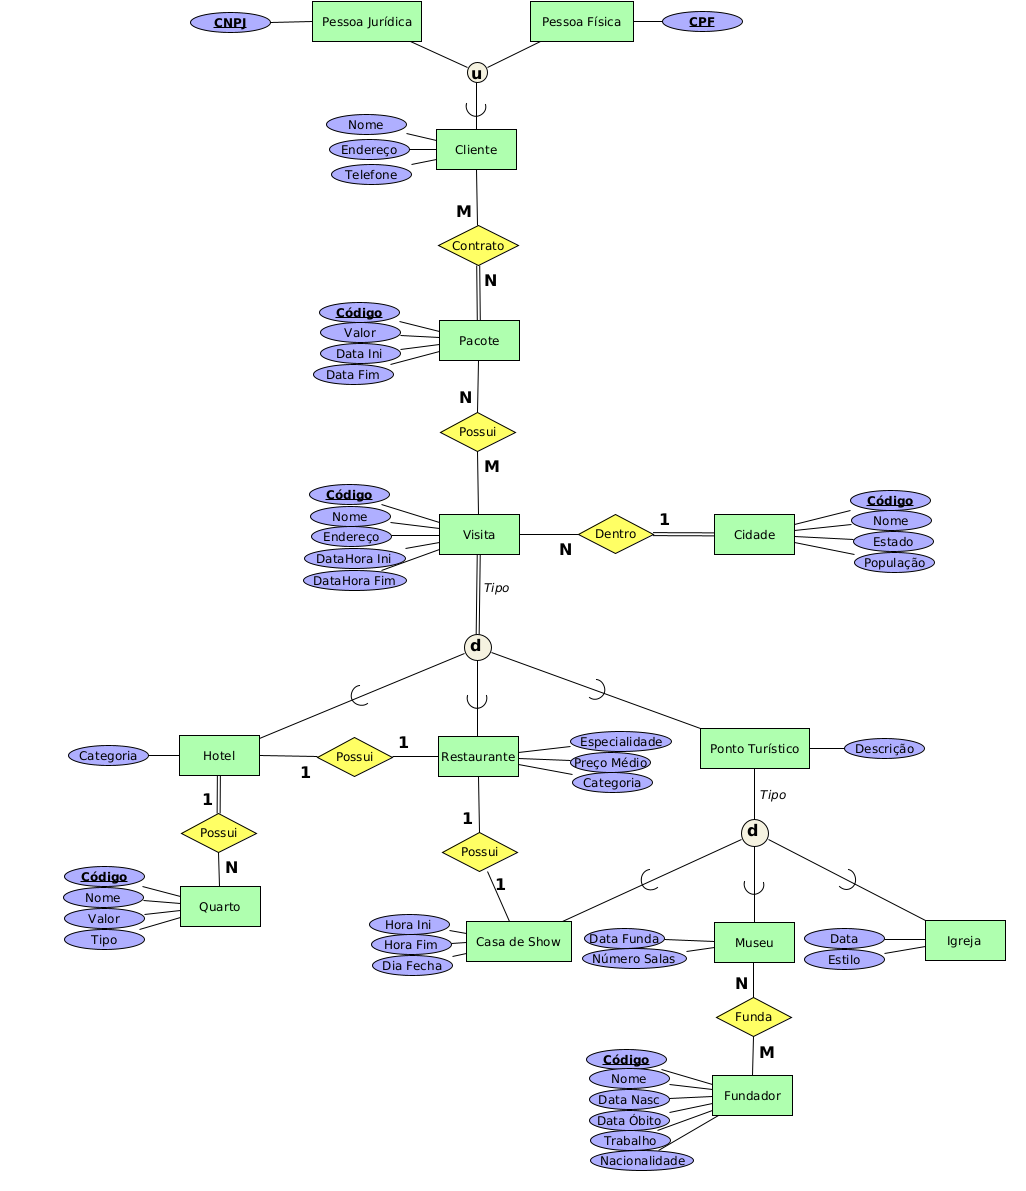 CNPJ
Pessoa Jurídica
Pessoa Física
CPF
u
Nome
Endereço
Telefone
Cliente
M
Contrato
N
Código
Valor
Data Ini
Data Fim
Pacote
N
Possui
M
Código
Nome
Endereço
DataHora Ini
DataHora Fim
Visita
N
Dentro
1
Cidade
Código
Nome
Estado
População
Tipo
d
Categoria
Hotel
1
Possui
1
Restaurante
Especialidade
Preço Médio
Categoria
Ponto Turístico
Descrição
1
Possui
N
Código
Nome
Valor
Tipo
Quarto
1
Possui
1
Tipo
d
Hora Ini
Hora Fim
Dia Fecha
Casa de Show
Data Funda
Número Salas
Museu
Data
Estilo
Igreja
N
Funda
M
Código
Nome
Data Nasc
Data Óbito
Trabalho
Nacionalidade
Fundador